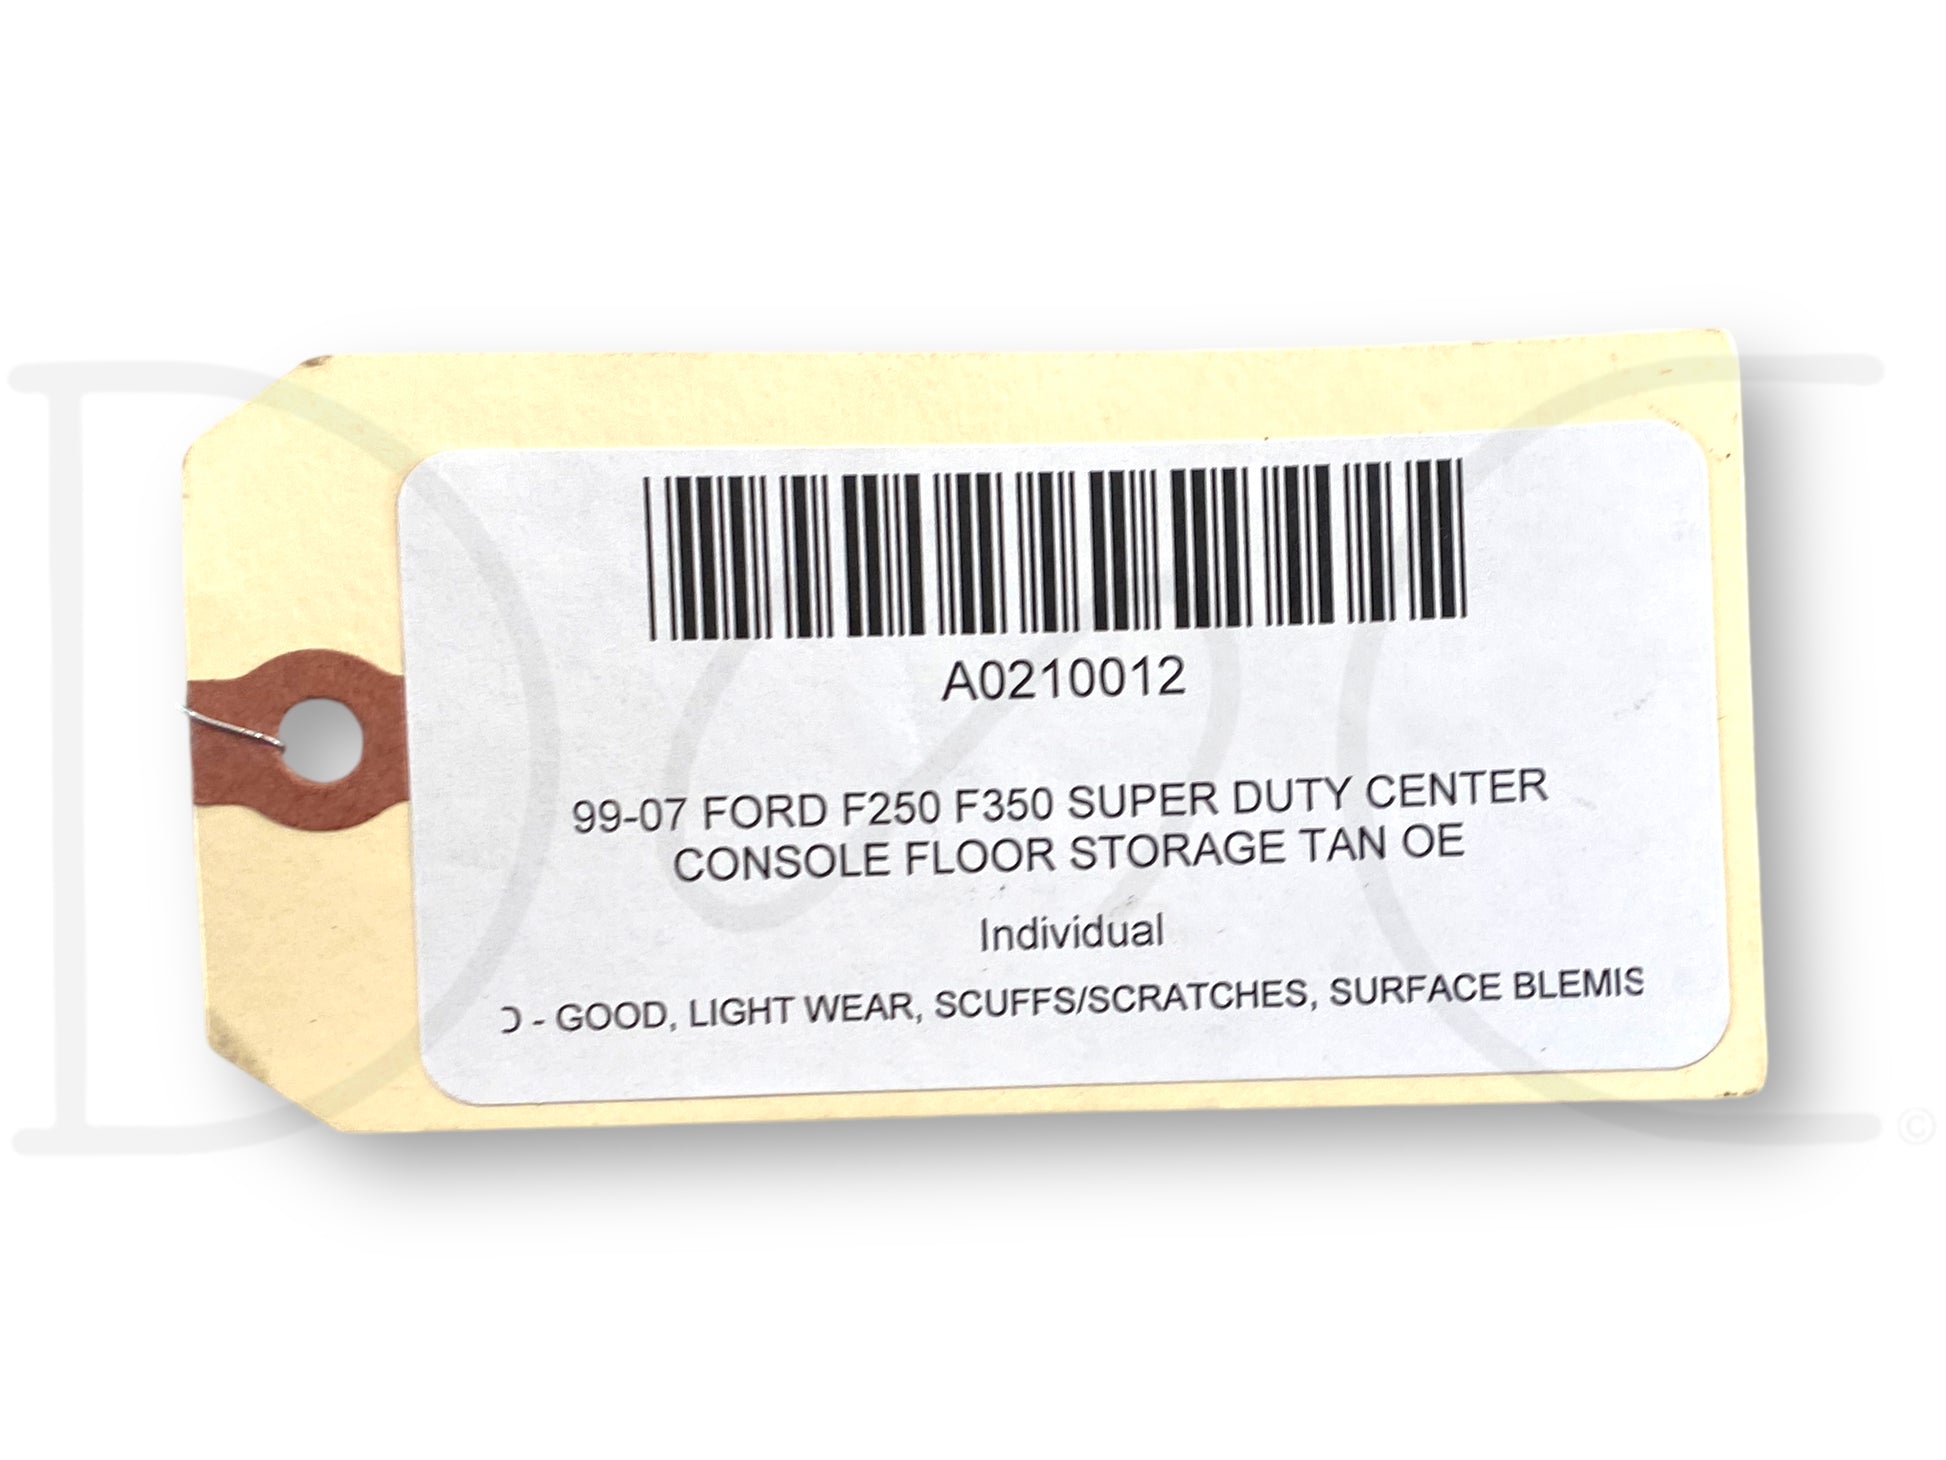 A0210012
99-07 FORD F250 F350 SUPER DUTY CENTER
CONSOLE FLOOR STORAGE TAN OE
Individual
- GOOD, LIGHT WEAR, SCUFFS/SCRATCHES, SURFACE BLEMIS
D C
©